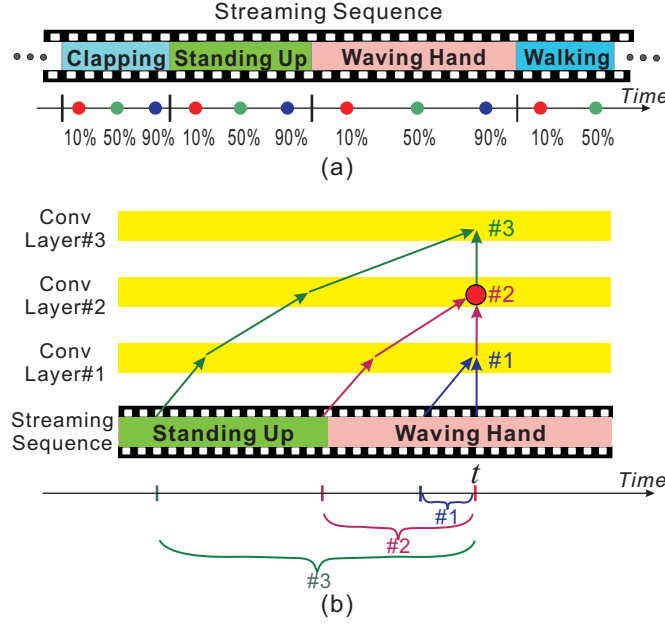 Streaming Sequence
Clapping Standing Up Waving Hand Walking
Time
10% 50% 90% 10% 50% 90% 10% 50% 90% 10% 50%
(a)
Conv
Layer#3
#3
Conv
Layer#2
#2
Conv
Layer#1
#1
Streaming
Sequence
Standing Up Waving Hand
t
Time
#1
#2
#3
(b)